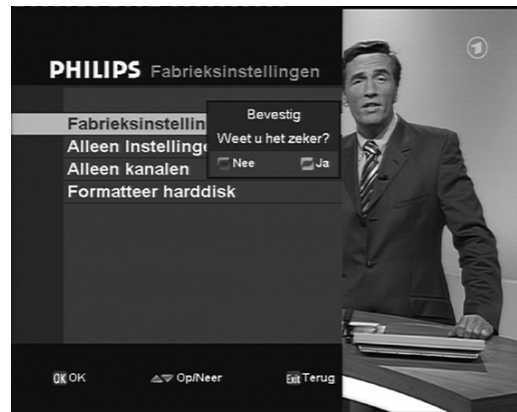 PHILIPS Fabrieksinstellingen
Fabrieksinstellin
Bevestig
Weet u het zeker?
Nee Ja
Alleen Instellinge
Alleen kanalen
Formatteer harddisk
1
OK OK Op/Neer Exit Terug